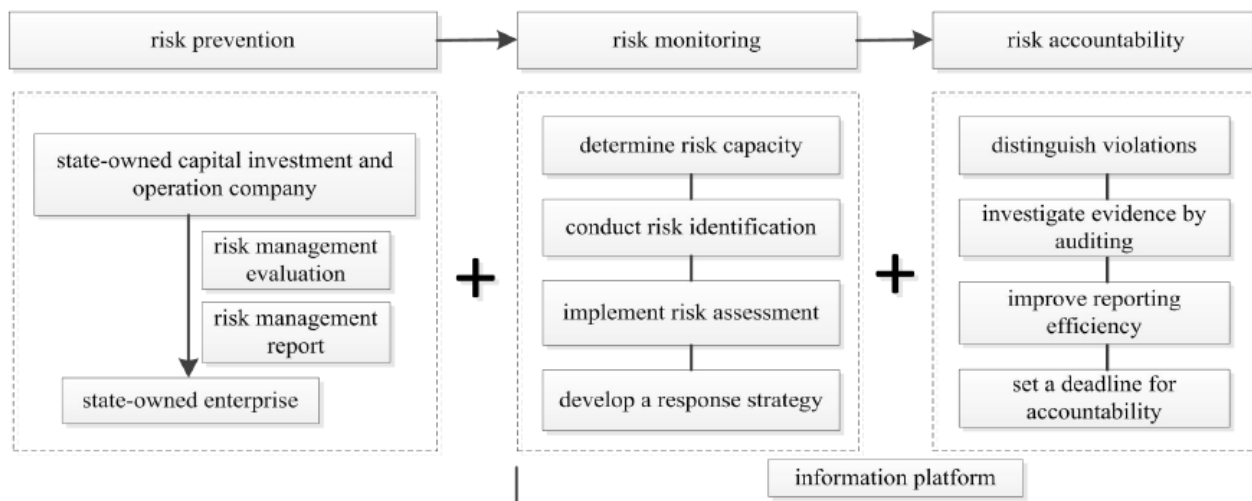 risk prevention
risk monitoring
risk accountability
state-owned capital investment and
operation company
risk management
evaluation
risk management
report
state-owned enterprise
determine risk capacity
conduct risk identification
implement risk assessment
develop a response strategy
distinguish violations
investigate evidence by
auditing
improve reporting
efficiency
set a deadline for
accountability
information platform